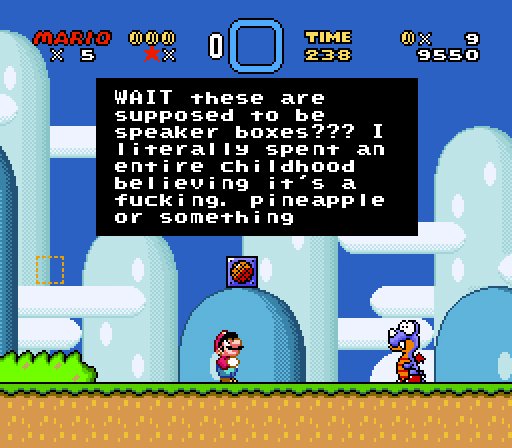 MARIO
TIME
x 5
★x
0
238
x 9
9550
WAIT these are
supposed to be
speaker boxes??? I
literally spent an
entire childhood
believing it's a
fucking. pineapple
or something